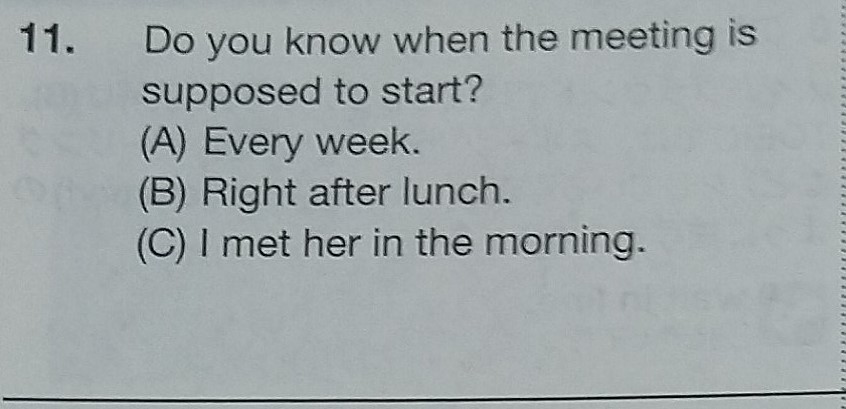 11. Do you know when the meeting is
supposed to start?
(A) Every week.
(B) Right after lunch.
(C) I met her in the morning.